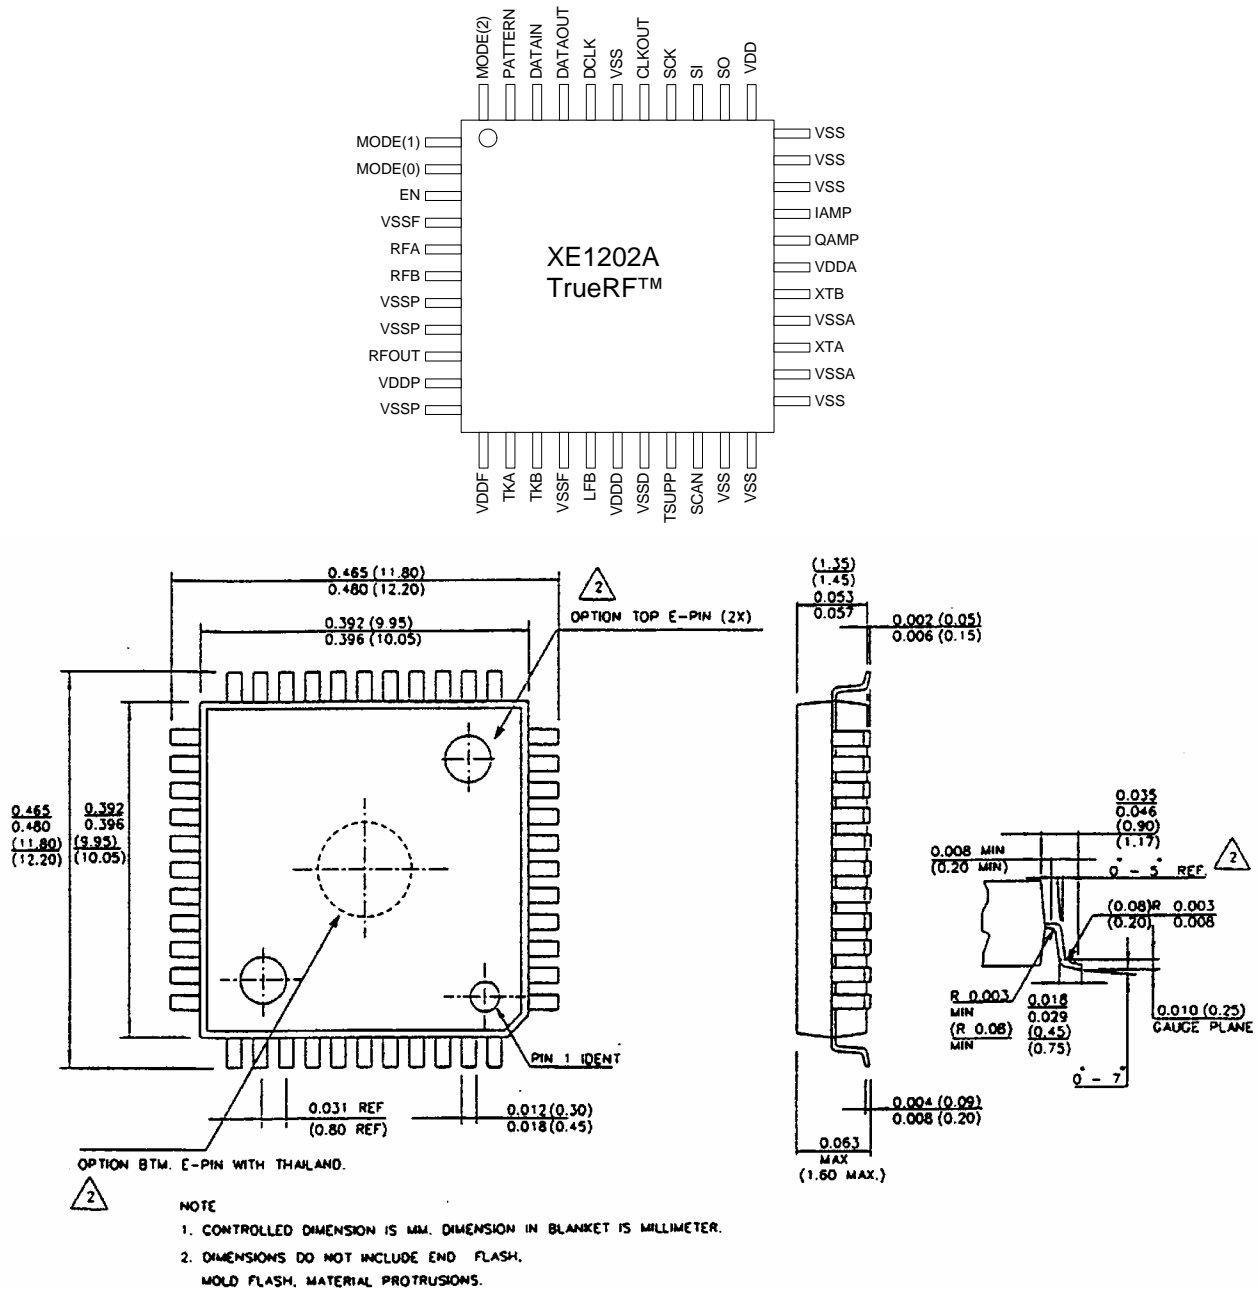 MODE(2)
PATTERN
DATAIN
DATAOUT
DCLK
VSS
CLKOUT
SCK
SI
SO
VDD
MODE(1)
MODE(0)
EN
VSSF
RFA
RFB
VSSP
VSSP
RFOUT
VDDP
VSSP
XE1202A
TrueRF™
VSS
VSS
VSS
IAMP
QAMP
VDDA
XTB
VSSA
XTA
VSSA
VSS
VDDF
TKA
TKB
VSSF
LFB
VDDD
VSSD
TSUPP
SCAN
VSS
VSS
0.465 (11.80)
0.480 (12.20)
2
OPTION TOP E-PIN (2X)
0.392 (9.95)
0.396 (10.05)
(1.35)
(1.45)
0.053
0.057
0.002 (0.05)
0.006 (0.15)
0.465
0.480
(11.80)
(12.20)
0.392
0.396
(9.95)
(10.05)
0.035
0.046
(0.90)
(1.17)
0.008 MIN
(0.20 MIN)
0° - 5° REF.
2
(0.08)R 0.003
(0.20) 0.008
R 0.003
MIN
(R 0.08)
MIN
0.018
0.029
(0.45)
(0.75)
0.010 (0.25)
GAUGE PLANE
0° - 7°
PIN 1 IDENT
0.031 REF
(0.80 REF)
0.012(0.30)
0.018(0.45)
0.004 (0.09)
0.008 (0.20)
0.063
MAX
(1.60 MAX.)
OPTION BTM. E-PIN WITH THAILAND.
2
NOTE
1. CONTROLLED DIMENSION IS MM. DIMENSION IN BLANKET IS MILLIMETER.
2. DIMENSIONS DO NOT INCLUDE END FLASH,
MOLD FLASH, MATERIAL PROTRUSIONS.